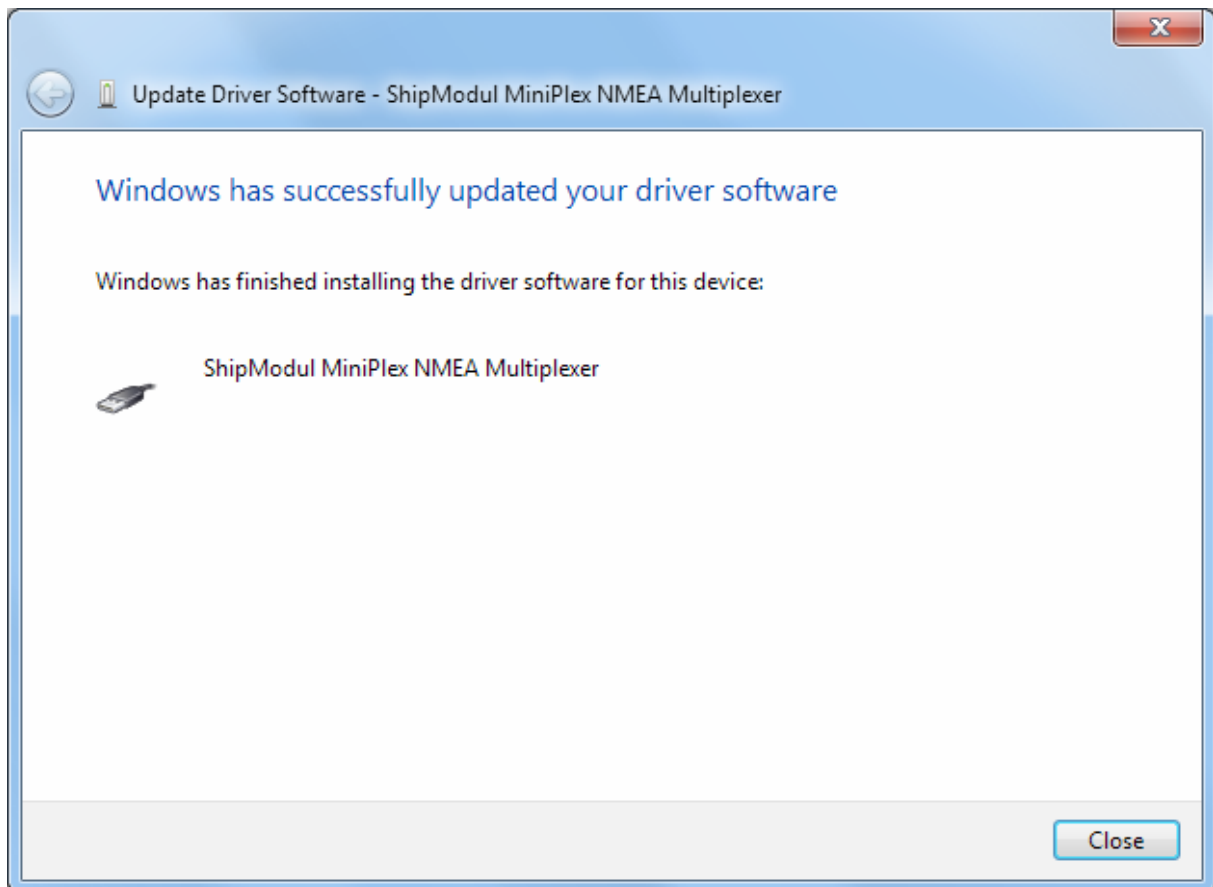 Update Driver Software - ShipModul MiniPlex NMEA Multiplexer
Windows has successfully updated your driver software
Windows has finished installing the driver software for this device:
ShipModul MiniPlex NMEA Multiplexer
Close